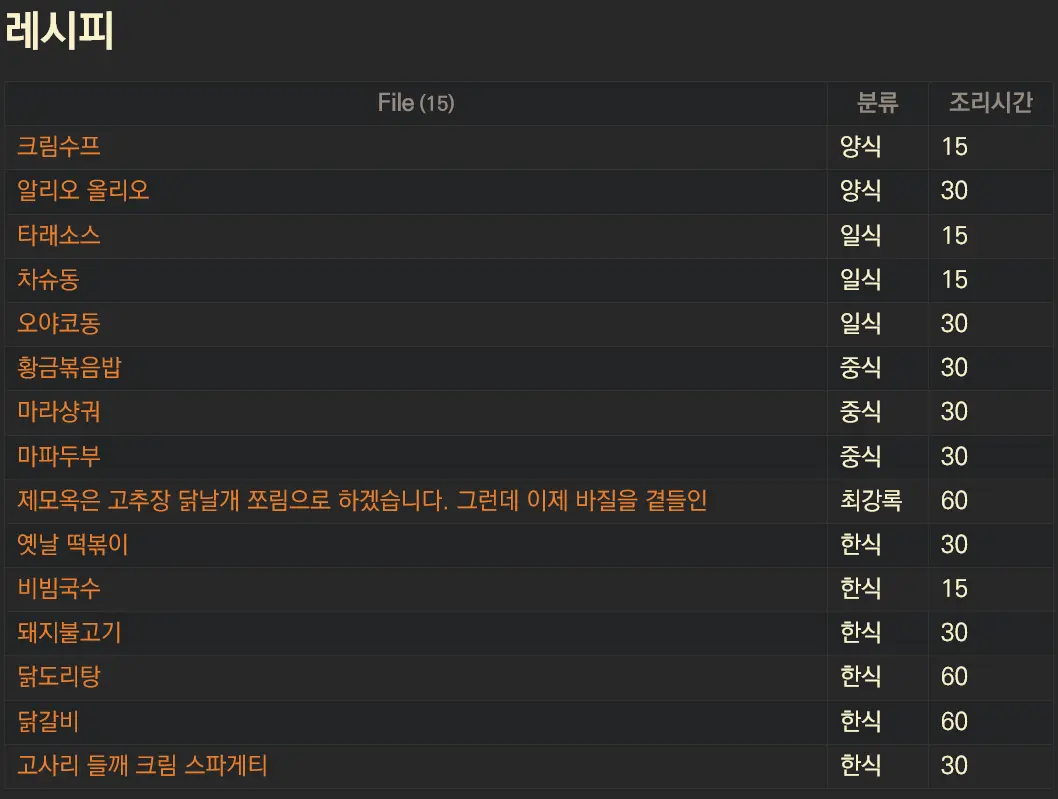 레시피
File (15) 분류 조리시간
크림수프 양식 15
알리오 올리오 양식 30
타래소스 일식 15
차슈동 일식 15
오야코동 일식 30
황금볶음밥 중식 30
마라샹궈 중식 30
마파두부 중식 30
제모옥은 고추장 닭날개 쪼림으로 하겠습니다. 그런데 이제 바질을 곁들인 최강록 60
옛날 떡볶이 한식 30
비빔국수 한식 15
돼지불고기 한식 30
닭도리탕 한식 60
닭갈비 한식 60
고사리 들깨 크림 스파게티 한식 30